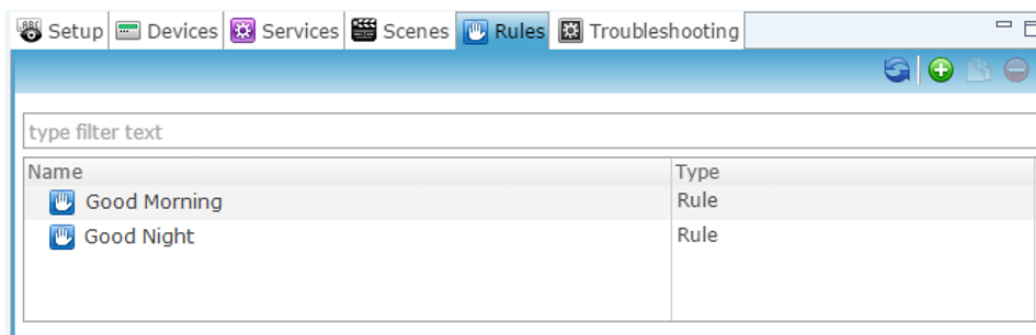 Setup Devices Services Scenes Rules Troubleshooting
type filter text
Name Type
Good Morning Rule
Good Night Rule